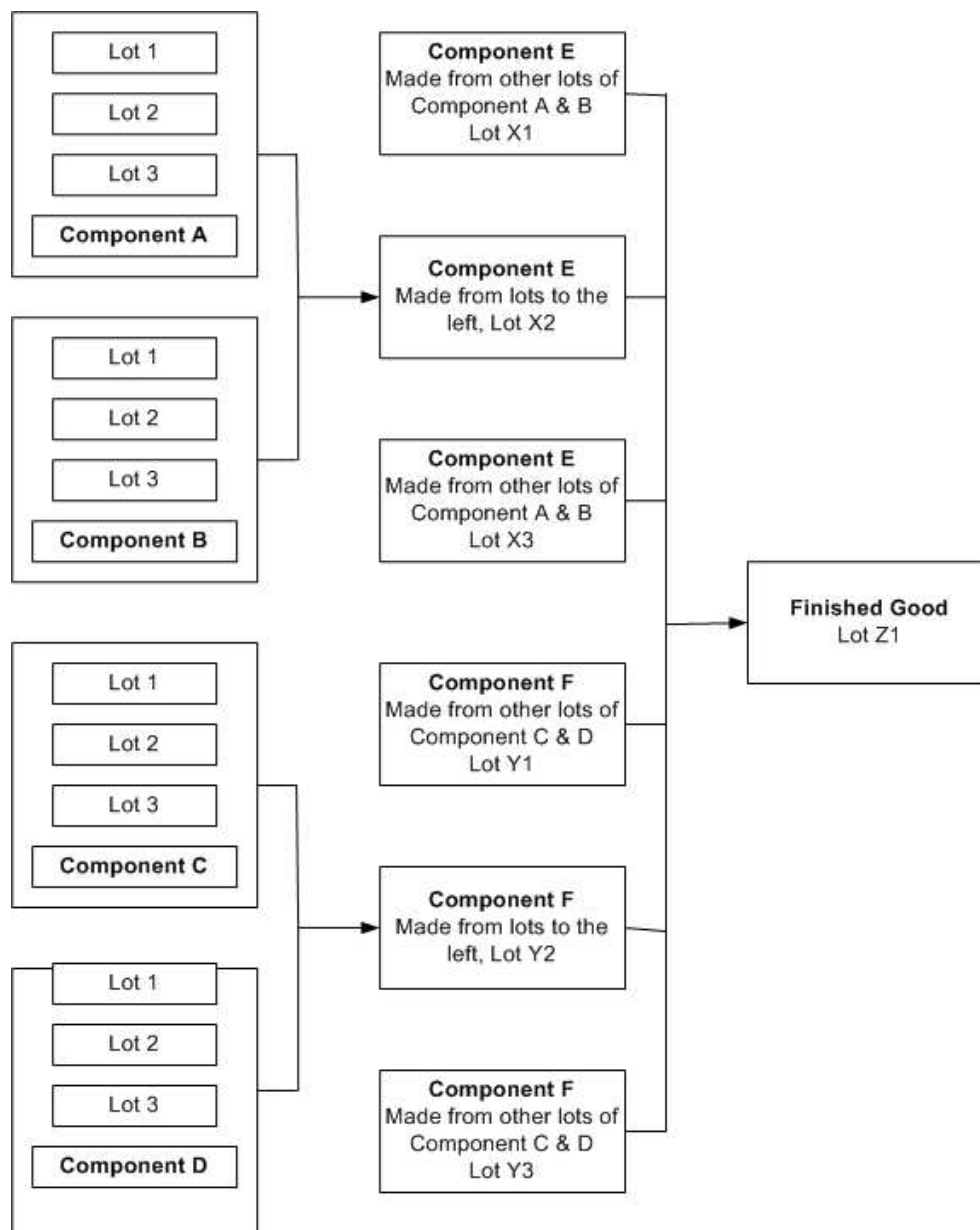 Lot 1
Lot 2
Lot 3
Component A
Lot 1
Lot 2
Lot 3
Component B
Lot 1
Lot 2
Lot 3
Component C
Lot 1
Lot 2
Lot 3
Component D
Component E
Made from other lots of
Component A & B
Lot X1
Component E
Made from lots to the
left, Lot X2
Component E
Made from other lots of
Component A & B
Lot X3
Component F
Made from other lots of
Component C & D
Lot Y1
Component F
Made from lots to the
left, Lot Y2
Component F
Made from other lots of
Component C & D
Lot Y3
Finished Good
Lot Z1